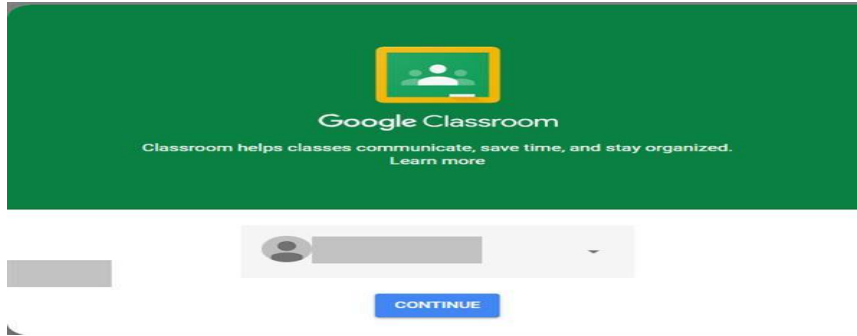 Google Classroom
Classroom helps classes communicate, save time, and stay organized.
Learn more
CONTINUE